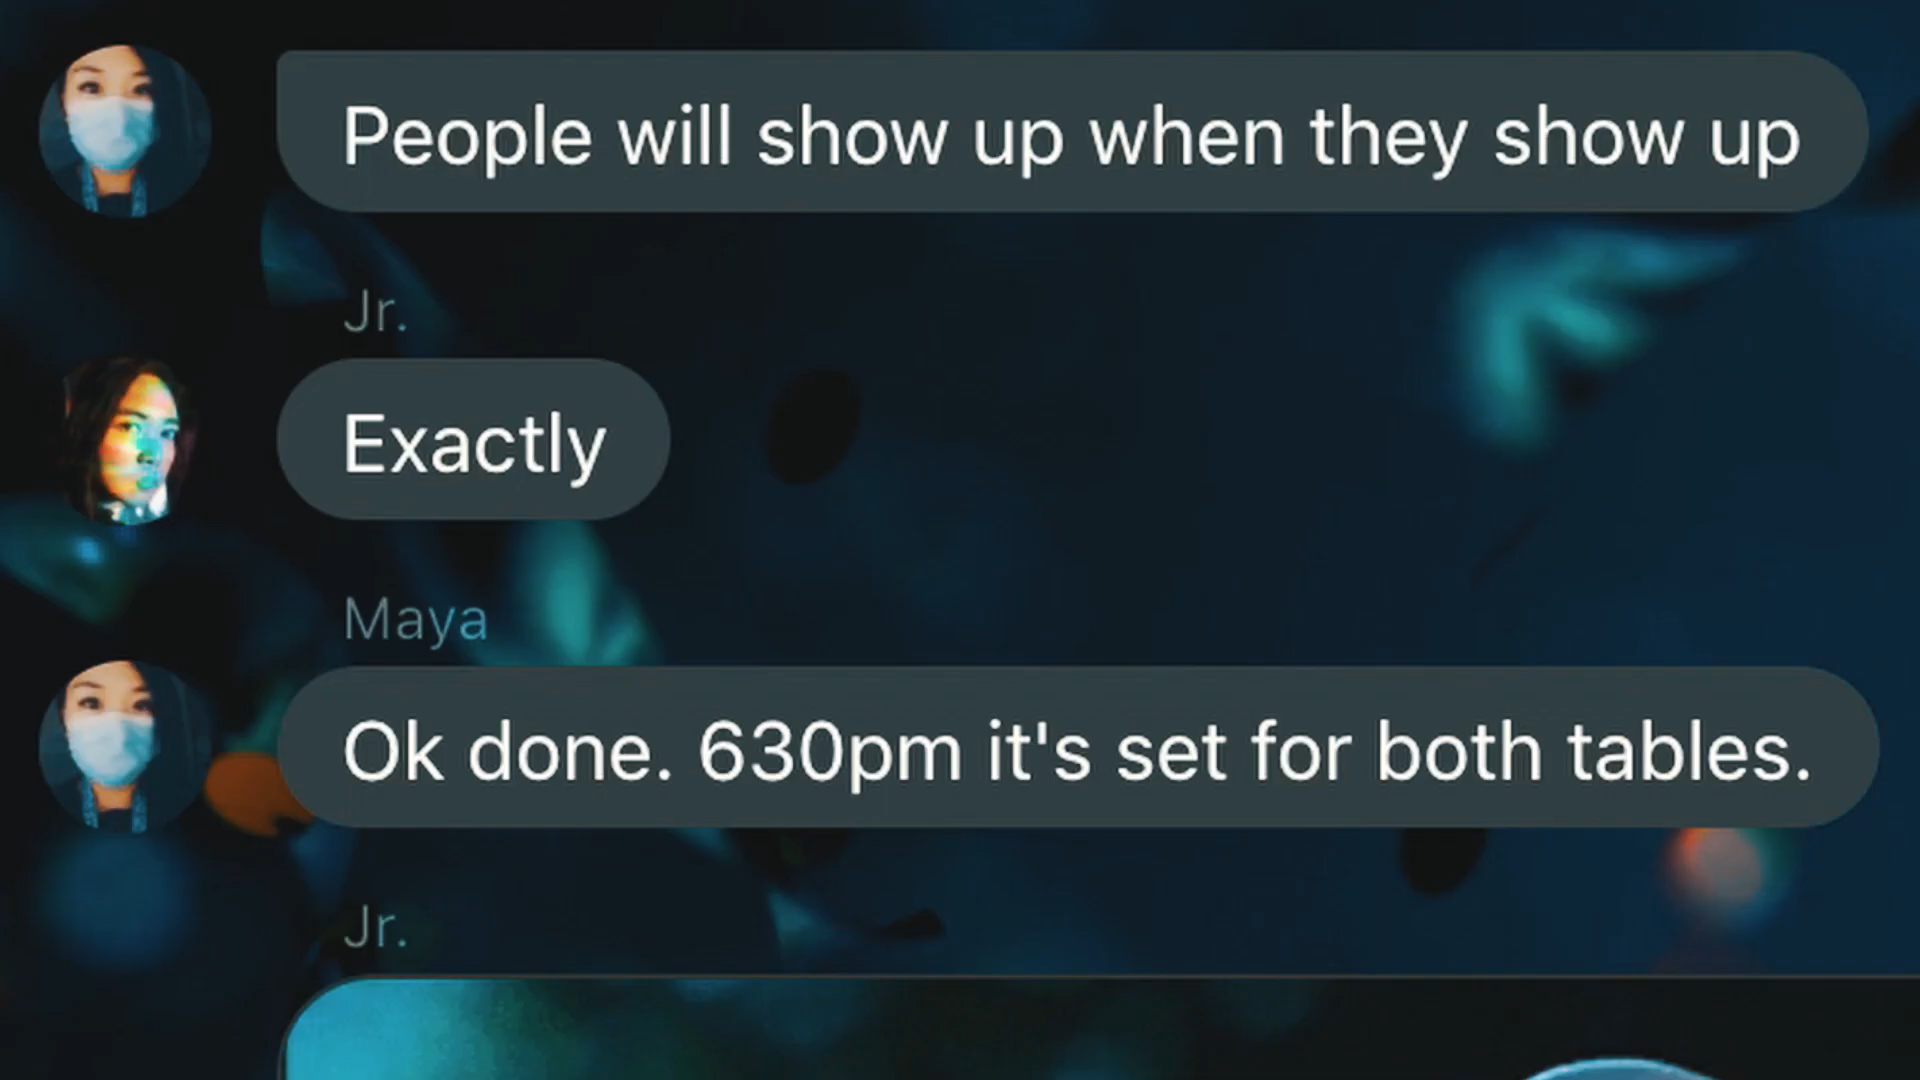 People will show up when they show up
Jr.
Exactly
Maya
Ok done. 630pm it's set for both tables.
Jr.